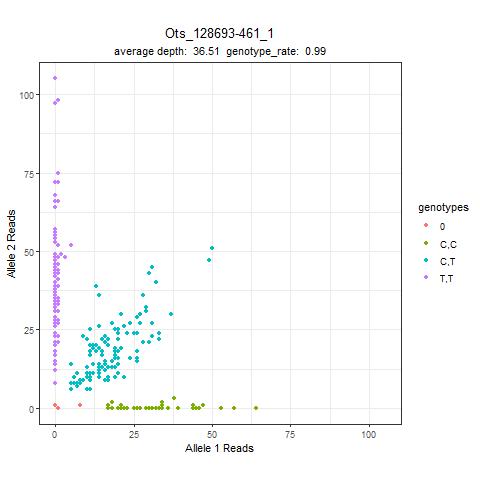 Ots_128693-461_1
average depth:  36.51  genotype_rate:  0.99
Allele 2 Reads
100
75
50
25
0
0
25
50
75
100
Allele 1 Reads
genotypes
0
C,C
C,T
T,T